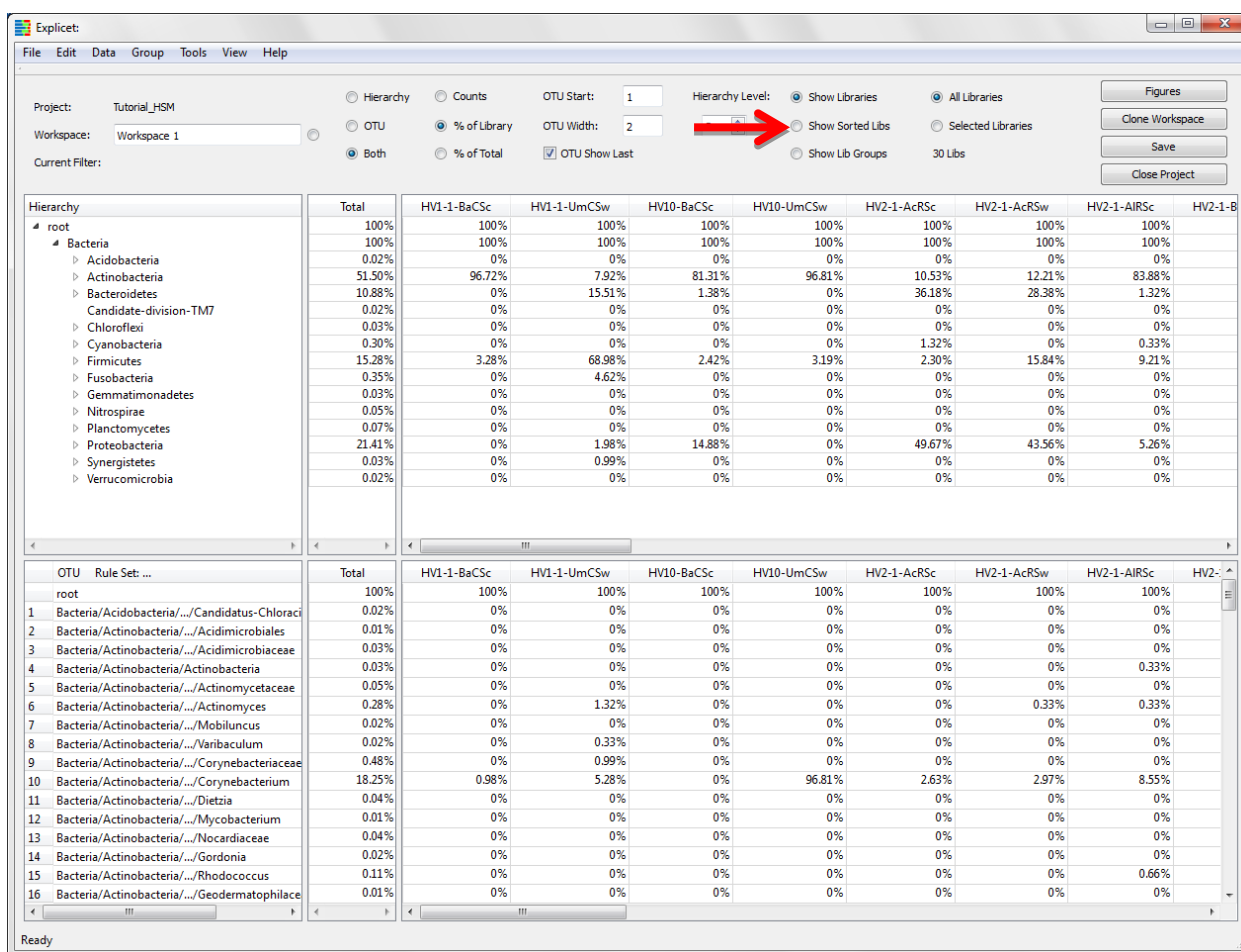 Explicet:
File Edit Data Group Tools View Help
Project: Tutorial_HSM
Workspace: Workspace 1
Current Filter:
Hierarchy Counts OTU Start: 1 Hierarchy Level: Show Libraries All Libraries Figures
OTU % of Library OTU Width: 2 Show Sorted Libs Selected Libraries Clone Workspace
Both % of Total OTU Show Last Show Lib Groups 30 Libs Save
Close Project
Hierarchy Total HV1-1-BaCSc HV1-1-UmCSw HV10-BaCSc HV10-UmCSw HV2-1-AcRSc HV2-1-AcRSw HV2-1-AIRSc HV2-1-B
root 100% 100% 100% 100% 100% 100% 100% 100%
Bacteria 100% 100% 100% 100% 100% 100% 100% 100%
Acidobacteria 0.02% 0% 0% 0% 0% 0% 0% 0%
Actinobacteria 51.50% 96.72% 7.92% 81.31% 96.81% 10.53% 12.21% 83.88%
Bacteroidetes 10.88% 0% 15.51% 1.38% 0% 36.18% 28.38% 1.32%
Candidate-division-TM7 0.02% 0% 0% 0% 0% 0% 0% 0%
Chloroflexi 0.03% 0% 0% 0% 0% 0% 0% 0%
Cyanobacteria 0.30% 0% 0% 0% 0% 1.32% 0% 0.33%
Firmicutes 15.28% 3.28% 68.98% 2.42% 3.19% 2.30% 15.84% 9.21%
Fusobacteria 0.35% 0% 4.62% 0% 0% 0% 0% 0%
Gemmatimonadetes 0.03% 0% 0% 0% 0% 0% 0% 0%
Nitrospirae 0.05% 0% 0% 0% 0% 0% 0% 0%
Planctomycetes 0.07% 0% 0% 0% 0% 0% 0% 0%
Proteobacteria 21.41% 0% 1.98% 14.88% 0% 49.67% 43.56% 5.26%
Synergistetes 0.03% 0% 0.99% 0% 0% 0% 0% 0%
Verrucomicrobia 0.02% 0% 0% 0% 0% 0% 0% 0%
OTU Rule Set: ... Total HV1-1-BaCSc HV1-1-UmCSw HV10-BaCSc HV10-UmCSw HV2-1-AcRSc HV2-1-AcRSw HV2-1-AIRSc HV2-
root 100% 100% 100% 100% 100% 100% 100% 100%
1 Bacteria/Acidobacteria/.../Candidatus-Chloraci 0.02% 0% 0% 0% 0% 0% 0% 0%
2 Bacteria/Actinobacteria/.../Acidimicrobiales 0.01% 0% 0% 0% 0% 0% 0% 0%
3 Bacteria/Actinobacteria/.../Acidimicrobiaceae 0.03% 0% 0% 0% 0% 0% 0% 0%
4 Bacteria/Actinobacteria/Actinobacteria 0.03% 0% 0% 0% 0% 0% 0% 0.33%
5 Bacteria/Actinobacteria/.../Actinomycetaceae 0.05% 0% 0% 0% 0% 0% 0% 0%
6 Bacteria/Actinobacteria/.../Actinomyces 0.28% 0% 1.32% 0% 0% 0% 0.33% 0.33%
7 Bacteria/Actinobacteria/.../Mobiluncus 0.02% 0% 0% 0% 0% 0% 0% 0%
8 Bacteria/Actinobacteria/.../Varibaculum 0.02% 0% 0.33% 0% 0% 0% 0% 0%
9 Bacteria/Actinobacteria/.../Corynebacteriaceae 0.48% 0% 0.99% 0% 0% 0% 0% 0%
10 Bacteria/Actinobacteria/.../Corynebacterium 18.25% 0.98% 5.28% 0% 96.81% 2.63% 2.97% 8.55%
11 Bacteria/Actinobacteria/.../Dietzia 0.04% 0% 0% 0% 0% 0% 0% 0%
12 Bacteria/Actinobacteria/.../Mycobacterium 0.01% 0% 0% 0% 0% 0% 0% 0%
13 Bacteria/Actinobacteria/.../Nocardiaceae 0.04% 0% 0% 0% 0% 0% 0% 0%
14 Bacteria/Actinobacteria/.../Gordonia 0.02% 0% 0% 0% 0% 0% 0% 0%
15 Bacteria/Actinobacteria/.../Rhodococcus 0.11% 0% 0% 0% 0% 0% 0% 0.66%
16 Bacteria/Actinobacteria/.../Geodermatophilace 0.01% 0% 0% 0% 0% 0% 0% 0%
Ready